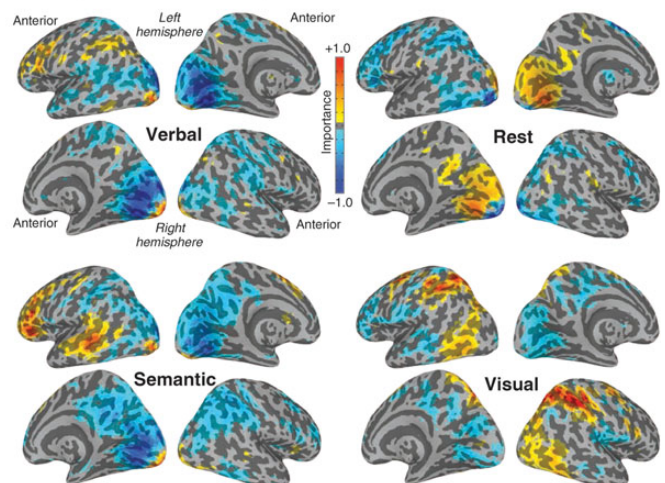 Anterior
Left
hemisphere
Anterior
+1.0
Importance
−1.0
Verbal
Rest
Anterior
Right
hemisphere
Anterior
Semantic
Visual